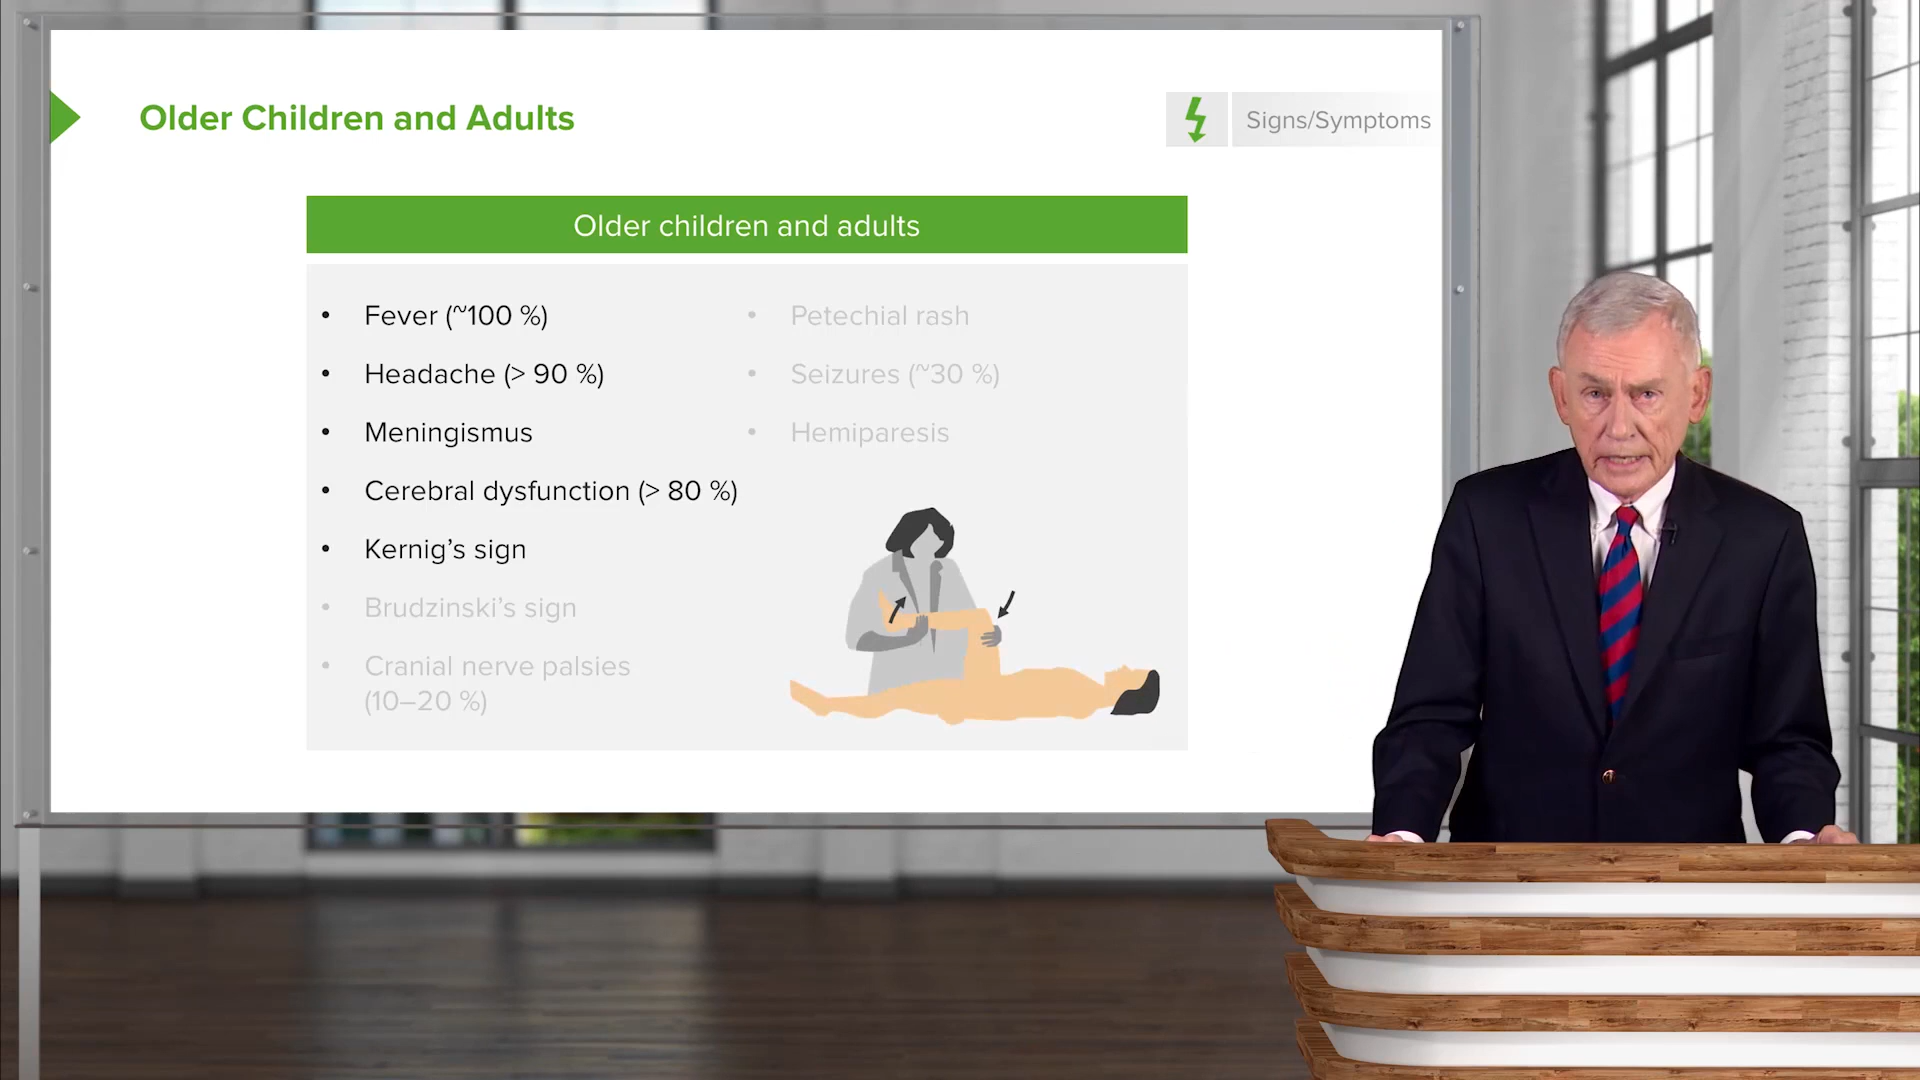 Older Children and Adults
Signs/Symptoms
Older children and adults
• Fever (~100 %)
• Headache (> 90 %)
• Meningismus
• Cerebral dysfunction (> 80 %)
• Kernig’s sign
• Brudzinski’s sign
• Cranial nerve palsies
(10–20 %)
• Petechial rash
• Seizures (~30 %)
• Hemiparesis